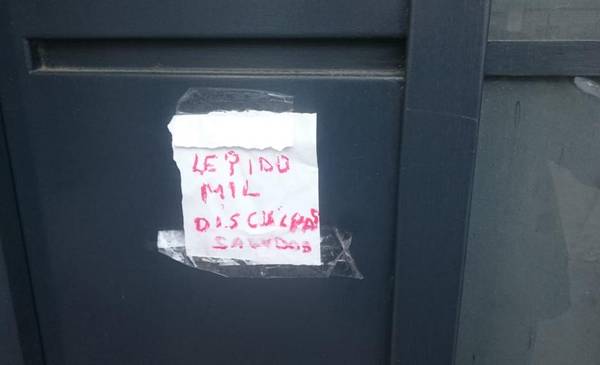 LE PIDO
MIL
DISCULPAS
SALUDOS